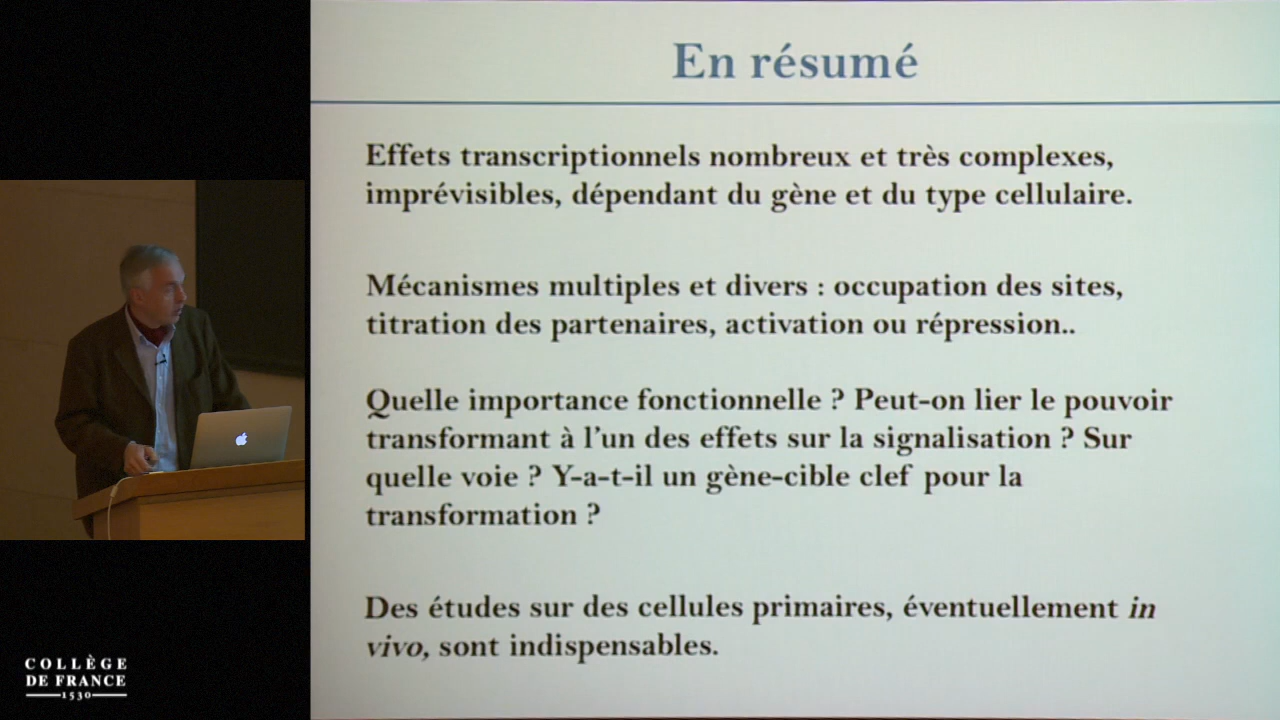 En résumé
Effets transcriptionnels nombreux et très complexes,
imprévisibles, dépendant du gène et du type cellulaire.
Mécanismes multiples et divers : occupation des sites,
titration des partenaires, activation ou répression..
Quelle importance fonctionnelle ? Peut-on lier le pouvoir
transformant à l'un des effets sur la signalisation ? Sur
quelle voie ? Y-a-t-il un gène-cible clef pour la
transformation ?
Des études sur des cellules primaires, éventuellement in
vivo, sont indispensables.
COLLÈGE
DE FRANCE
1530